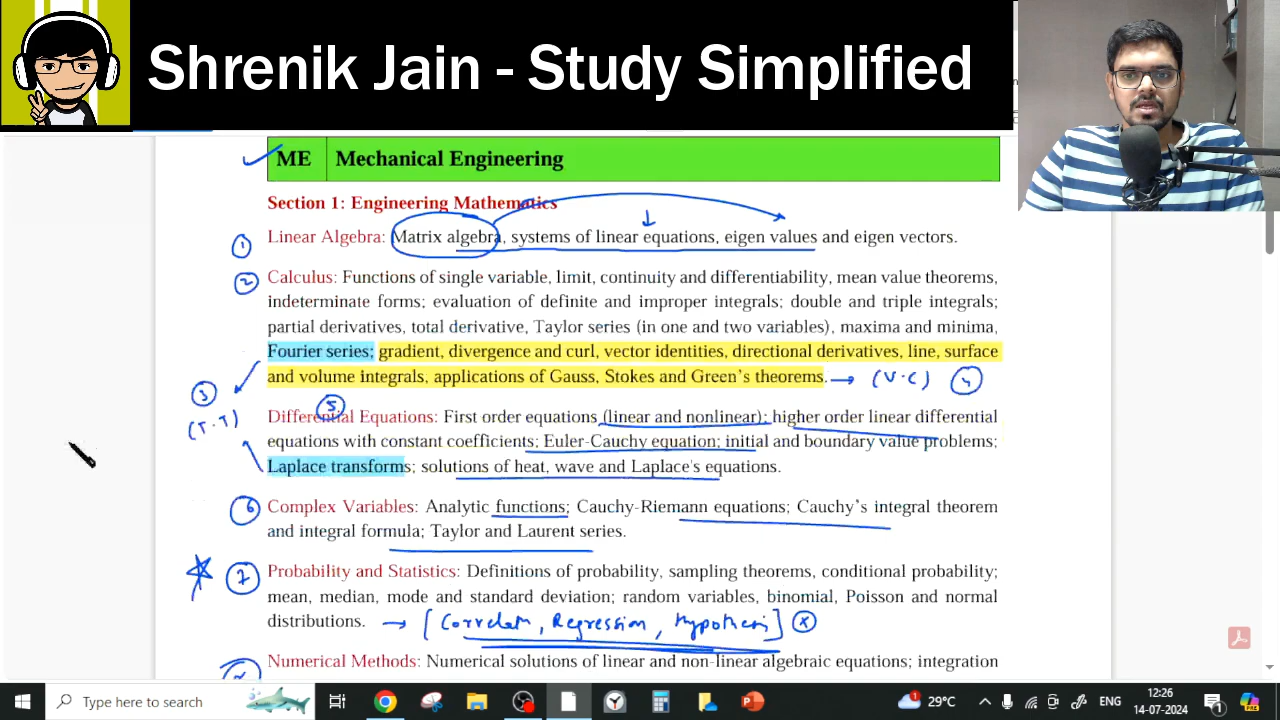 Shrenik Jain - Study Simplified
ME Mechanical Engineering
Section 1: Engineering Mathematics
① Linear Algebra: Matrix algebra, systems of linear equations, eigen values and eigen vectors.
② Calculus: Functions of single variable, limit, continuity and differentiability, mean value theorems,
indeterminate forms; evaluation of definite and improper integrals; double and triple integrals;
partial derivatives, total derivative, Taylor series (in one and two variables), maxima and minima,
Fourier series; gradient, divergence and curl, vector identities, directional derivatives, line, surface
and volume integrals, applications of Gauss, Stokes and Green's theorems. → (V.C) ④
③
(T.T)
⑤
Differential Equations: First order equations (linear and nonlinear); higher order linear differential
equations with constant coefficients; Euler-Cauchy equation; initial and boundary value problems;
Laplace transforms; solutions of heat, wave and Laplace's equations.
⑥ Complex Variables: Analytic functions; Cauchy-Riemann equations; Cauchy's integral theorem
and integral formula; Taylor and Laurent series.
⑦ Probability and Statistics: Definitions of probability, sampling theorems, conditional probability;
mean, median, mode and standard deviation; random variables, binomial, Poisson and normal
distributions. → [Correlatn, Regression, Hypothesis] ⓧ
Numerical Methods: Numerical solutions of linear and non-linear algebraic equations; integration
Type here to search
1
29°C
ENG
12:26
14-07-2024
1
PRE